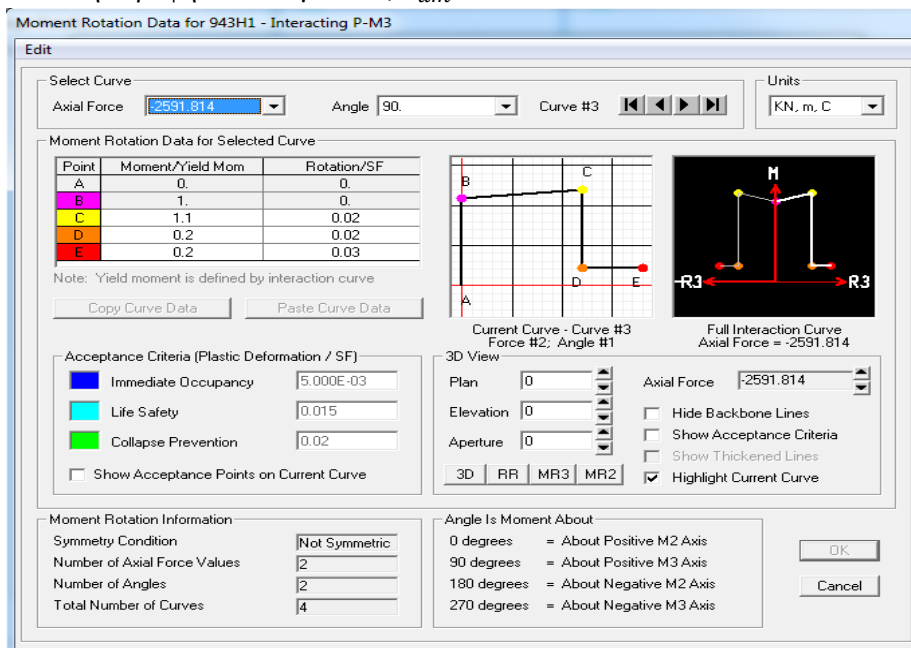 Moment Rotation Data for 943H1 - Interacting P-M3
Edit
Select Curve
Axial Force -2591.814 Angle 90. Curve #3
Units
KN, m, C
Moment Rotation Data for Selected Curve
Point Moment/Yield Mom Rotation/SF
A 0. 0.
B 1. 0.
C 1.1 0.02
D 0.2 0.02
E 0.2 0.03
Note: Yield moment is defined by interaction curve
Copy Curve Data Paste Curve Data
B C
D E
A
Current Curve - Curve #3
Force #2; Angle #1
M
-R3 R3
Full Interaction Curve
Axial Force = -2591.814
Acceptance Criteria (Plastic Deformation / SF)
Immediate Occupancy 5.000E-03
Life Safety 0.015
Collapse Prevention 0.02
Show Acceptance Points on Current Curve
3D View
Plan 0
Elevation 0
Aperture 0
3D RR MR3 MR2
Axial Force -2591.814
Hide Backbone Lines
Show Acceptance Criteria
Show Thickened Lines
Highlight Current Curve
Moment Rotation Information
Symmetry Condition Not Symmetric
Number of Axial Force Values 2
Number of Angles 2
Total Number of Curves 4
Angle Is Moment About
0 degrees = About Positive M2 Axis
90 degrees = About Positive M3 Axis
180 degrees = About Negative M2 Axis
270 degrees = About Negative M3 Axis
OK
Cancel